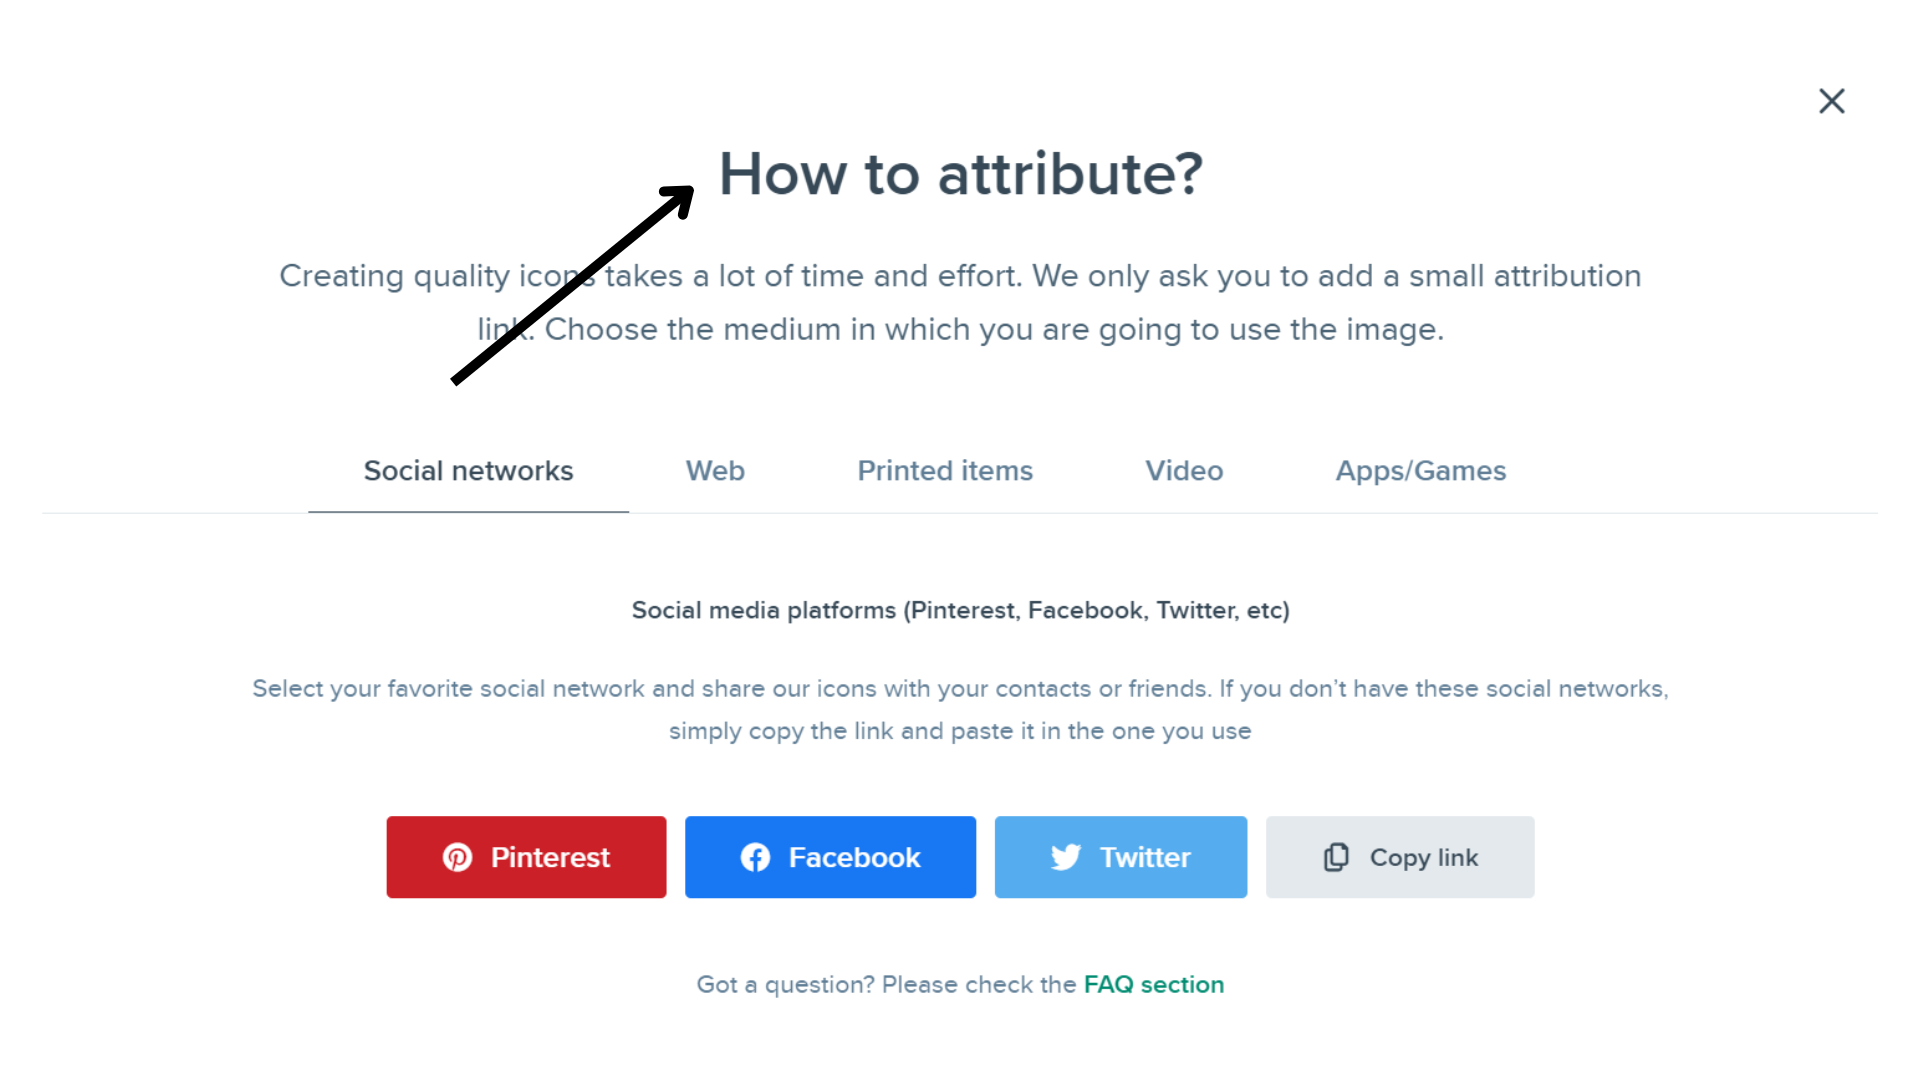 How to attribute?
Creating quality icons takes a lot of time and effort. We only ask you to add a small attribution
link. Choose the medium in which you are going to use the image.
Social networks Web Printed items Video Apps/Games
Social media platforms (Pinterest, Facebook, Twitter, etc)
Select your favorite social network and share our icons with your contacts or friends. If you don’t have these social networks,
simply copy the link and paste it in the one you use
Pinterest Facebook Twitter Copy link
Got a question? Please check the FAQ section